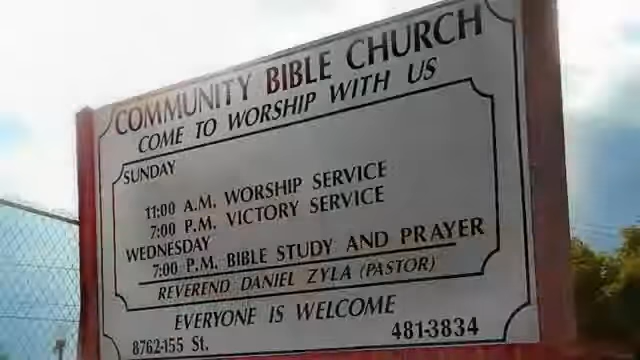 COMMUNITY BIBLE CHURCH
COME TO WORSHIP WITH US
SUNDAY
11:00 A.M. WORSHIP SERVICE
7:00 P.M. VICTORY SERVICE
WEDNESDAY
7:00 P.M. BIBLE STUDY AND PRAYER
REVEREND DANIEL ZYLA (PASTOR)
EVERYONE IS WELCOME
8762-155 St. 481-3834